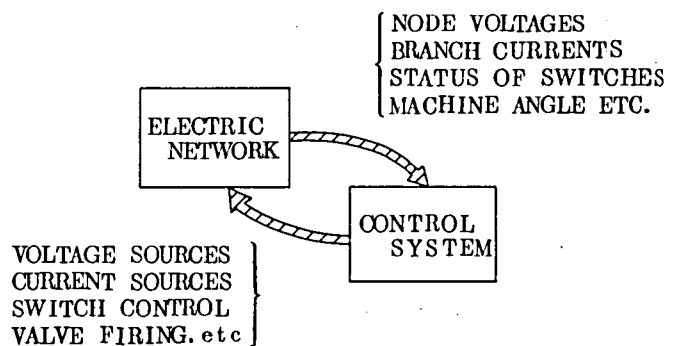 NODE VOLTAGES
BRANCH CURRENTS
STATUS OF SWITCHES
MACHINE ANGLE ETC.
ELECTRIC
NETWORK
CONTROL
SYSTEM
VOLTAGE SOURCES
CURRENT SOURCES
SWITCH CONTROL
VALVE FIRING. etc